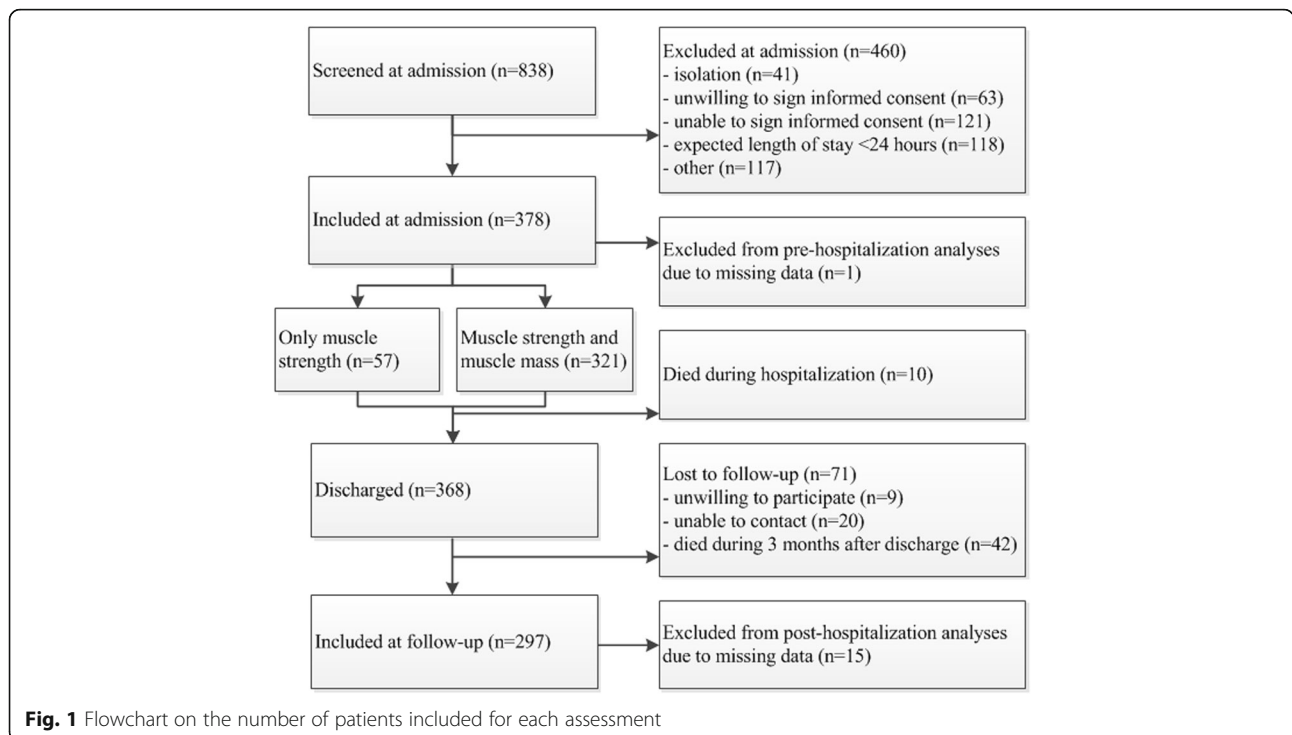 Screened at admission (n=838)
Excluded at admission (n=460)
- isolation (n=41)
- unwilling to sign informed consent (n=63)
- unable to sign informed consent (n=121)
- expected length of stay <24 hours (n=118)
- other (n=117)
Included at admission (n=378)
Excluded from pre-hospitalization analyses
due to missing data (n=1)
Only muscle
strength (n=57)
Muscle strength and
muscle mass (n=321)
Died during hospitalization (n=10)
Discharged (n=368)
Lost to follow-up (n=71)
- unwilling to participate (n=9)
- unable to contact (n=20)
- died during 3 months after discharge (n=42)
Included at follow-up (n=297)
Excluded from post-hospitalization analyses
due to missing data (n=15)
Fig. 1 Flowchart on the number of patients included for each assessment